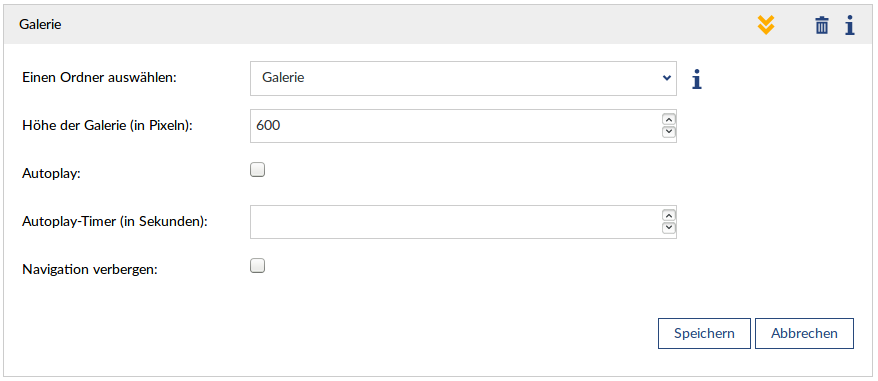 Galerie
Einen Ordner auswählen: Galerie
Höhe der Galerie (in Pixeln): 600
Autoplay:
Autoplay-Timer (in Sekunden):
Navigation verbergen:
Speichern Abbrechen